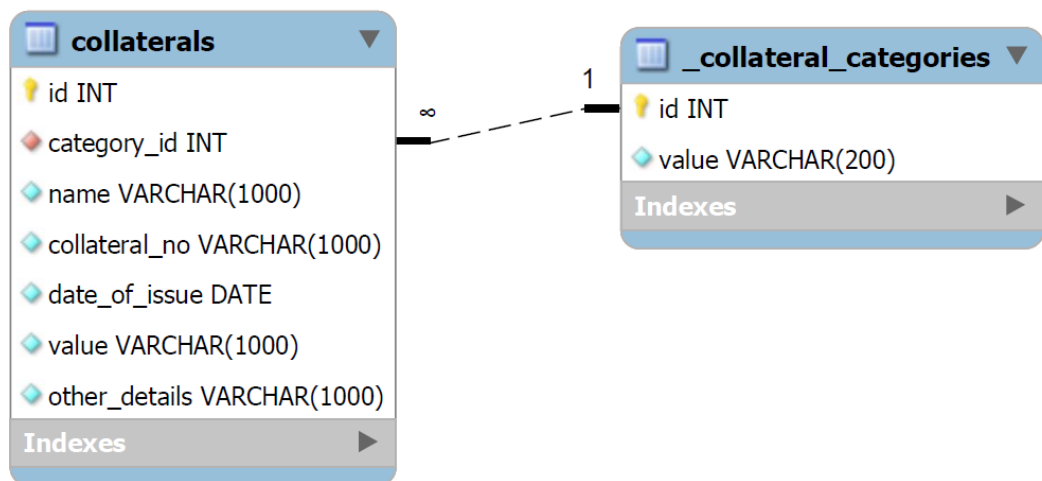 collaterals
id INT
category_id INT
name VARCHAR(1000)
collateral_no VARCHAR(1000)
date_of_issue DATE
value VARCHAR(1000)
other_details VARCHAR(1000)
Indexes
∞
1
_collateral_categories
id INT
value VARCHAR(200)
Indexes